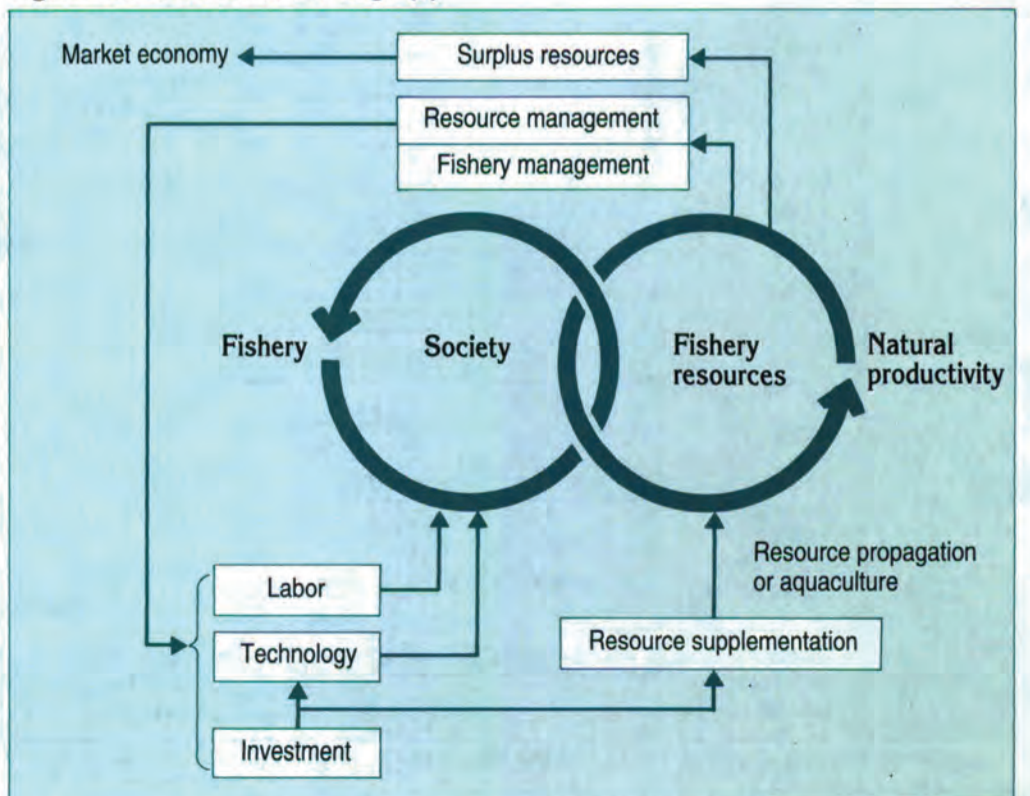 Market economy
Surplus resources
Resource management
Fishery management
Fishery
Society
Fishery
resources
Natural
productivity
Labor
Technology
Investment
Resource propagation
or aquaculture
Resource supplementation